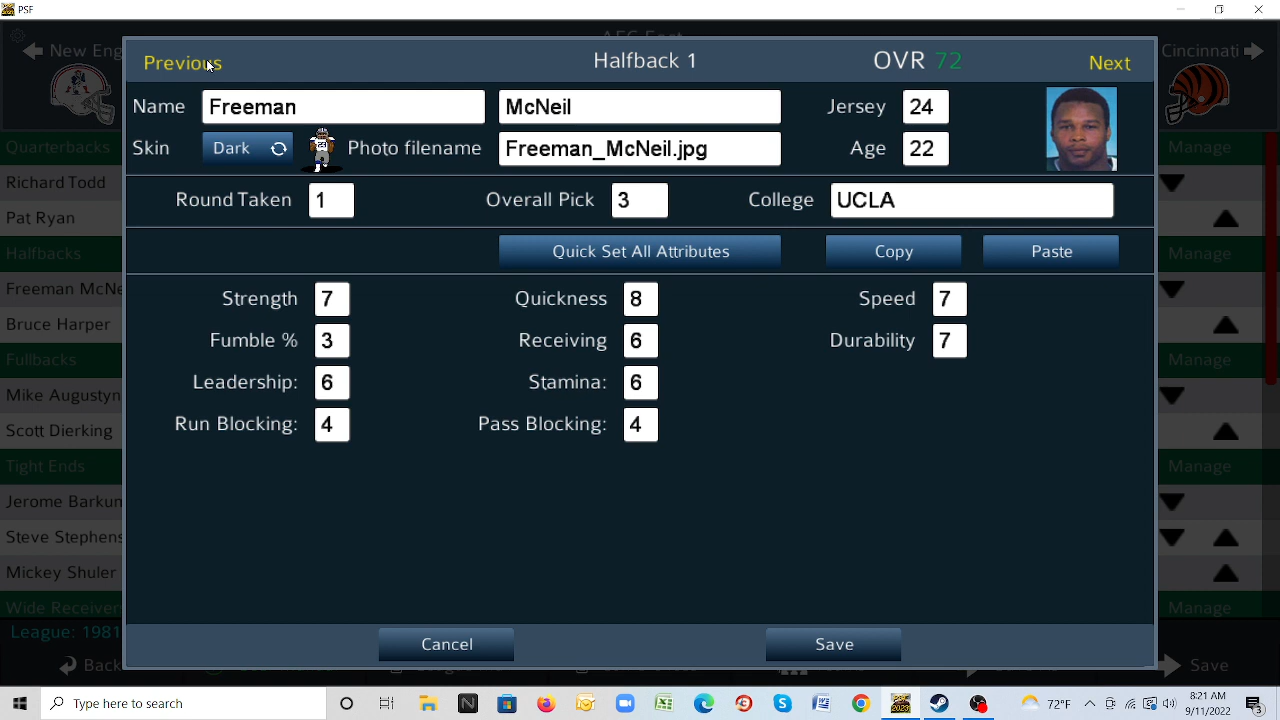 PSF
AFC East
New Eng
Cincinnati
Previous
Halfback 1
OVR 72
Next
Name Freeman McNeil Jersey 24
Skin Dark Photo filename Freeman_McNeil.jpg Age 22
Round Taken 1 Overall Pick 3 College UCLA
Quick Set All Attributes Copy Paste
Strength 7 Quickness 8 Speed 7
Fumble % 3 Receiving 6 Durability 7
Leadership: 6 Stamina: 6
Run Blocking: 4 Pass Blocking: 4
Cancel Save
Quarterbacks Manage
Richard Todd
Pat Ryan
Halfbacks Manage
Freeman McNe
Bruce Harper
Fullbacks Manage
Mike Augustyn
Scott Dierking
Tight Ends Manage
Jerome Barkum
Steve Stephens
Mickey Shuler
Wide Receivers Manage
League: 1981
Back Save
Type here to search
72°F
8:21 AM
9/11/2022